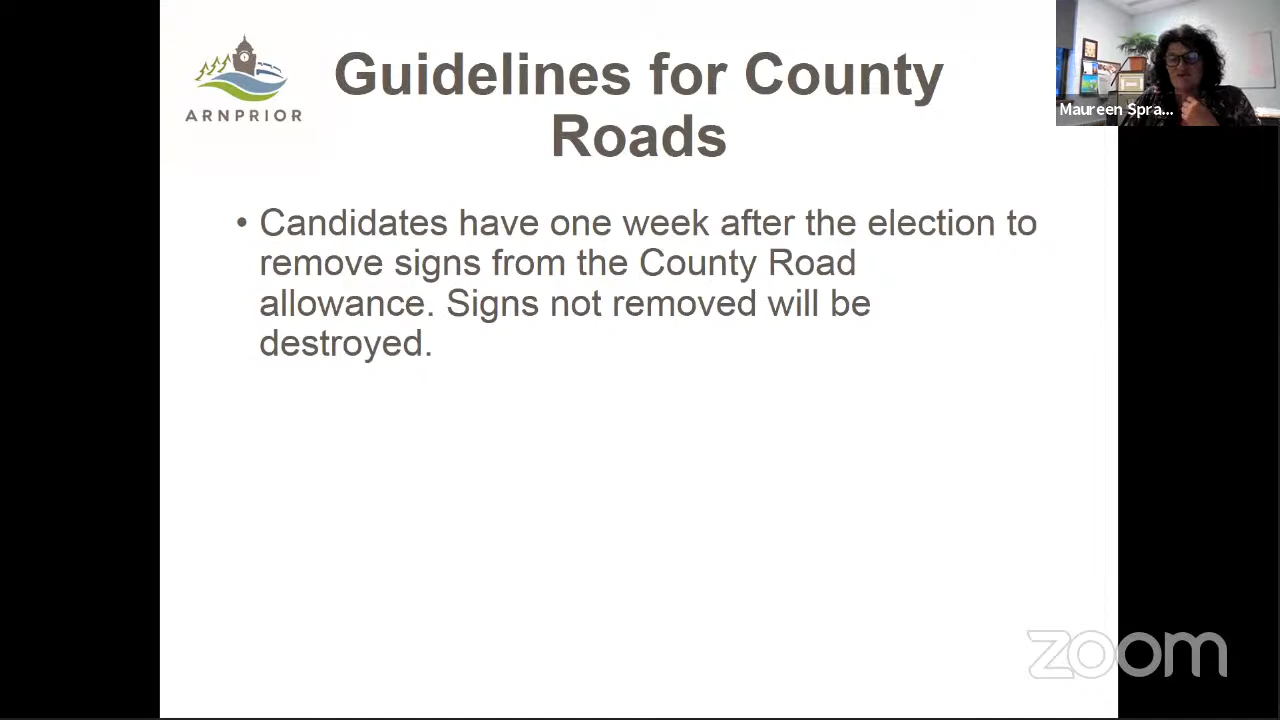 Guidelines for County
Roads
ARNPRIOR
Maureen Spra...
• Candidates have one week after the election to
remove signs from the County Road
allowance. Signs not removed will be
destroyed.
zoom